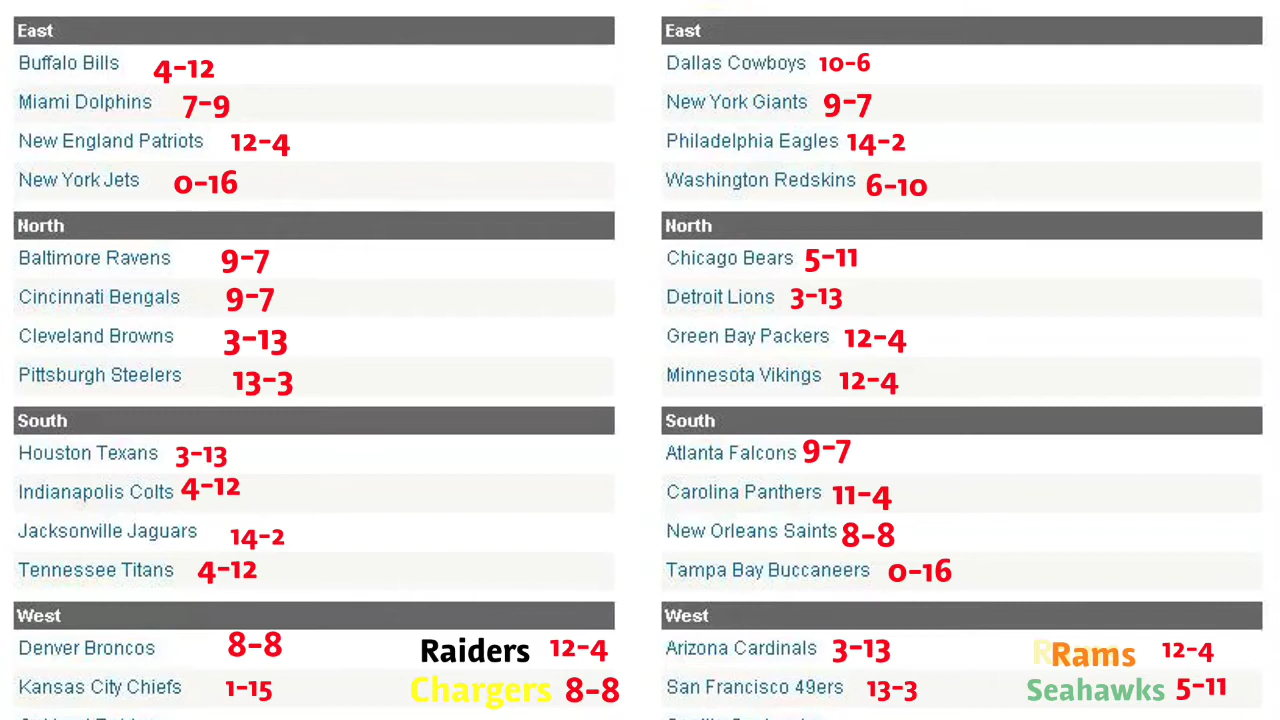 East
Buffalo Bills 4-12
Miami Dolphins 7-9
New England Patriots 12-4
New York Jets 0-16
North
Baltimore Ravens 9-7
Cincinnati Bengals 9-7
Cleveland Browns 3-13
Pittsburgh Steelers 13-3
South
Houston Texans 3-13
Indianapolis Colts 4-12
Jacksonville Jaguars 14-2
Tennessee Titans 4-12
West
Denver Broncos 8-8 Raiders 12-4
Kansas City Chiefs 1-15 Chargers 8-8
East
Dallas Cowboys 10-6
New York Giants 9-7
Philadelphia Eagles 14-2
Washington Redskins 6-10
North
Chicago Bears 5-11
Detroit Lions 3-13
Green Bay Packers 12-4
Minnesota Vikings 12-4
South
Atlanta Falcons 9-7
Carolina Panthers 11-4
New Orleans Saints 8-8
Tampa Bay Buccaneers 0-16
West
Arizona Cardinals 3-13 RRams 12-4
San Francisco 49ers 13-3 Seahawks 5-11